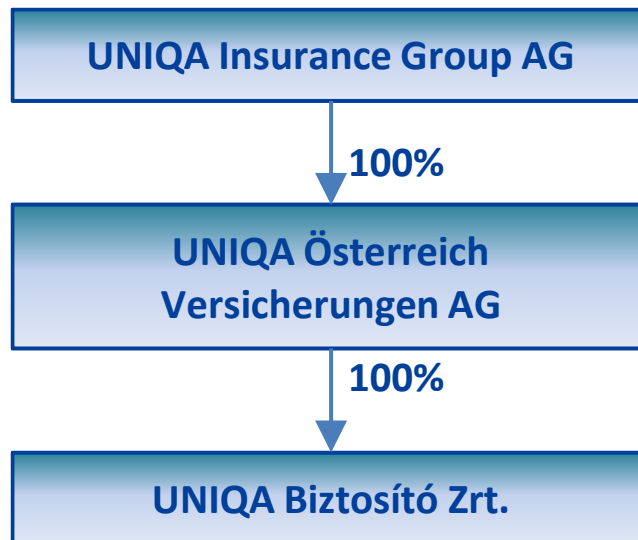 UNIQA Insurance Group AG
100%
UNIQA Österreich
Versicherungen AG
100%
UNIQA Biztosító Zrt.